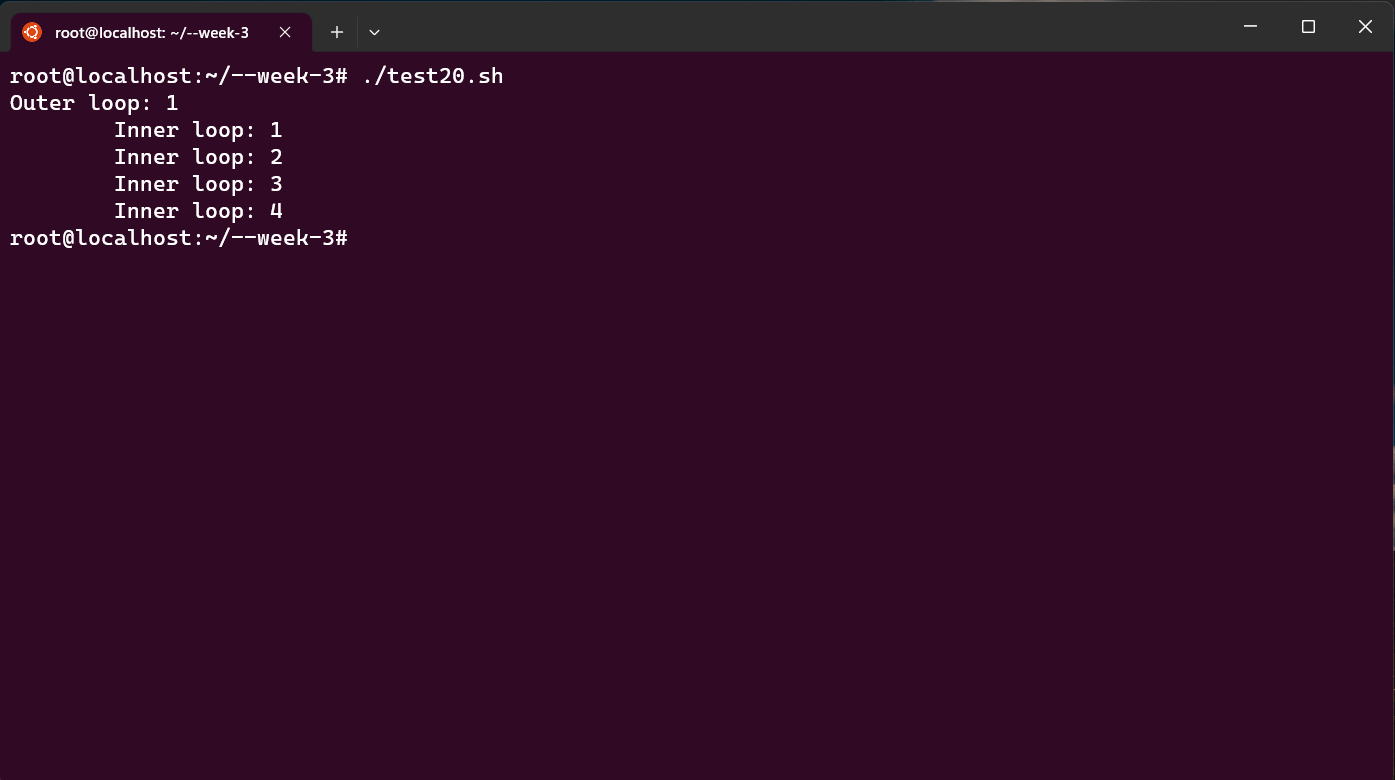 root@localhost: ~/--week-3
root@localhost:~/--week-3# ./test20.sh
Outer loop: 1
        Inner loop: 1
        Inner loop: 2
        Inner loop: 3
        Inner loop: 4
root@localhost:~/--week-3#